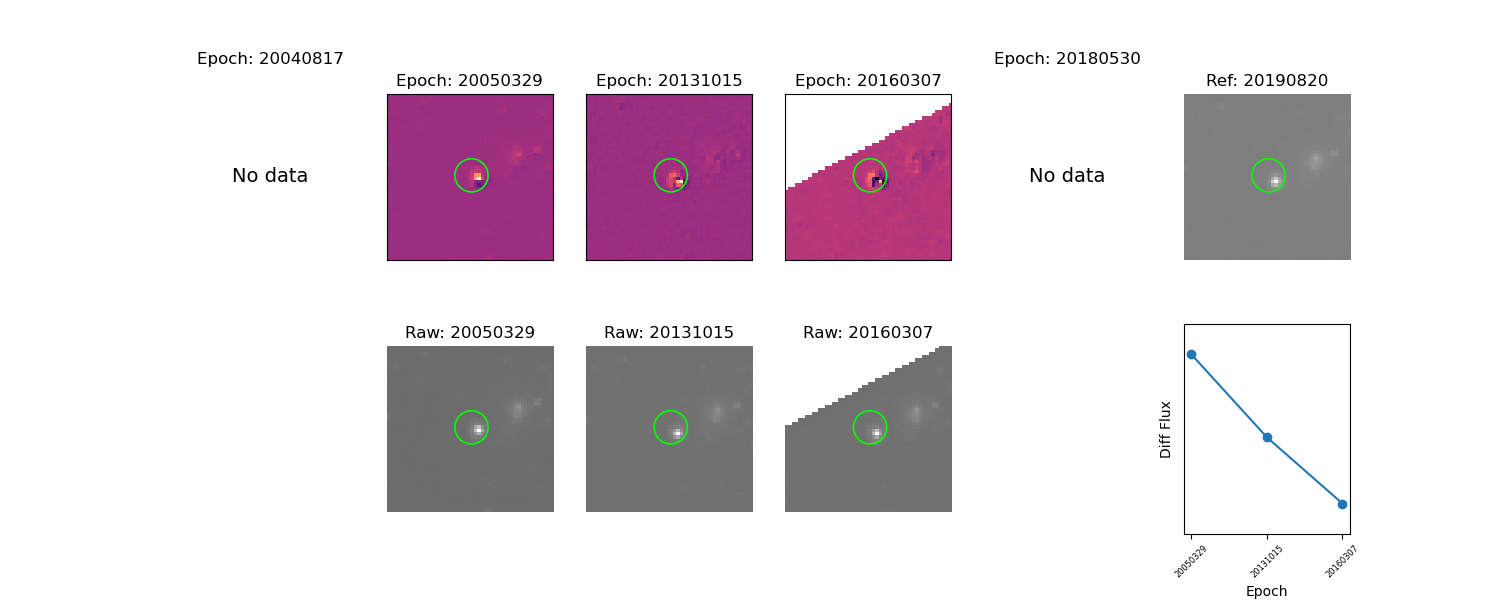 Epoch: 20040817
Epoch: 20050329
Epoch: 20131015
Epoch: 20160307
Epoch: 20180530
Ref: 20190820
No data
No data
Raw: 20050329
Raw: 20131015
Raw: 20160307
Diff Flux
20050329
20131015
20160307
Epoch